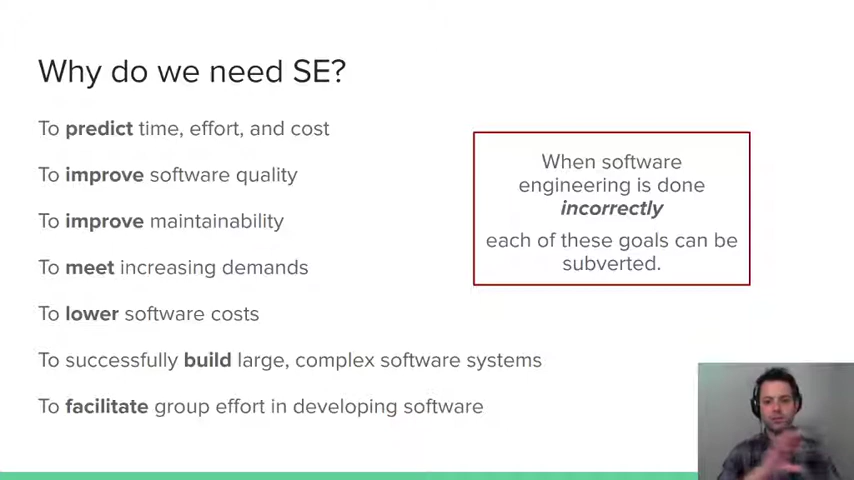 Why do we need SE?
To predict time, effort, and cost
To improve software quality
To improve maintainability
To meet increasing demands
To lower software costs
To successfully build large, complex software systems
To facilitate group effort in developing software
When software
engineering is done
incorrectly
each of these goals can be
subverted.